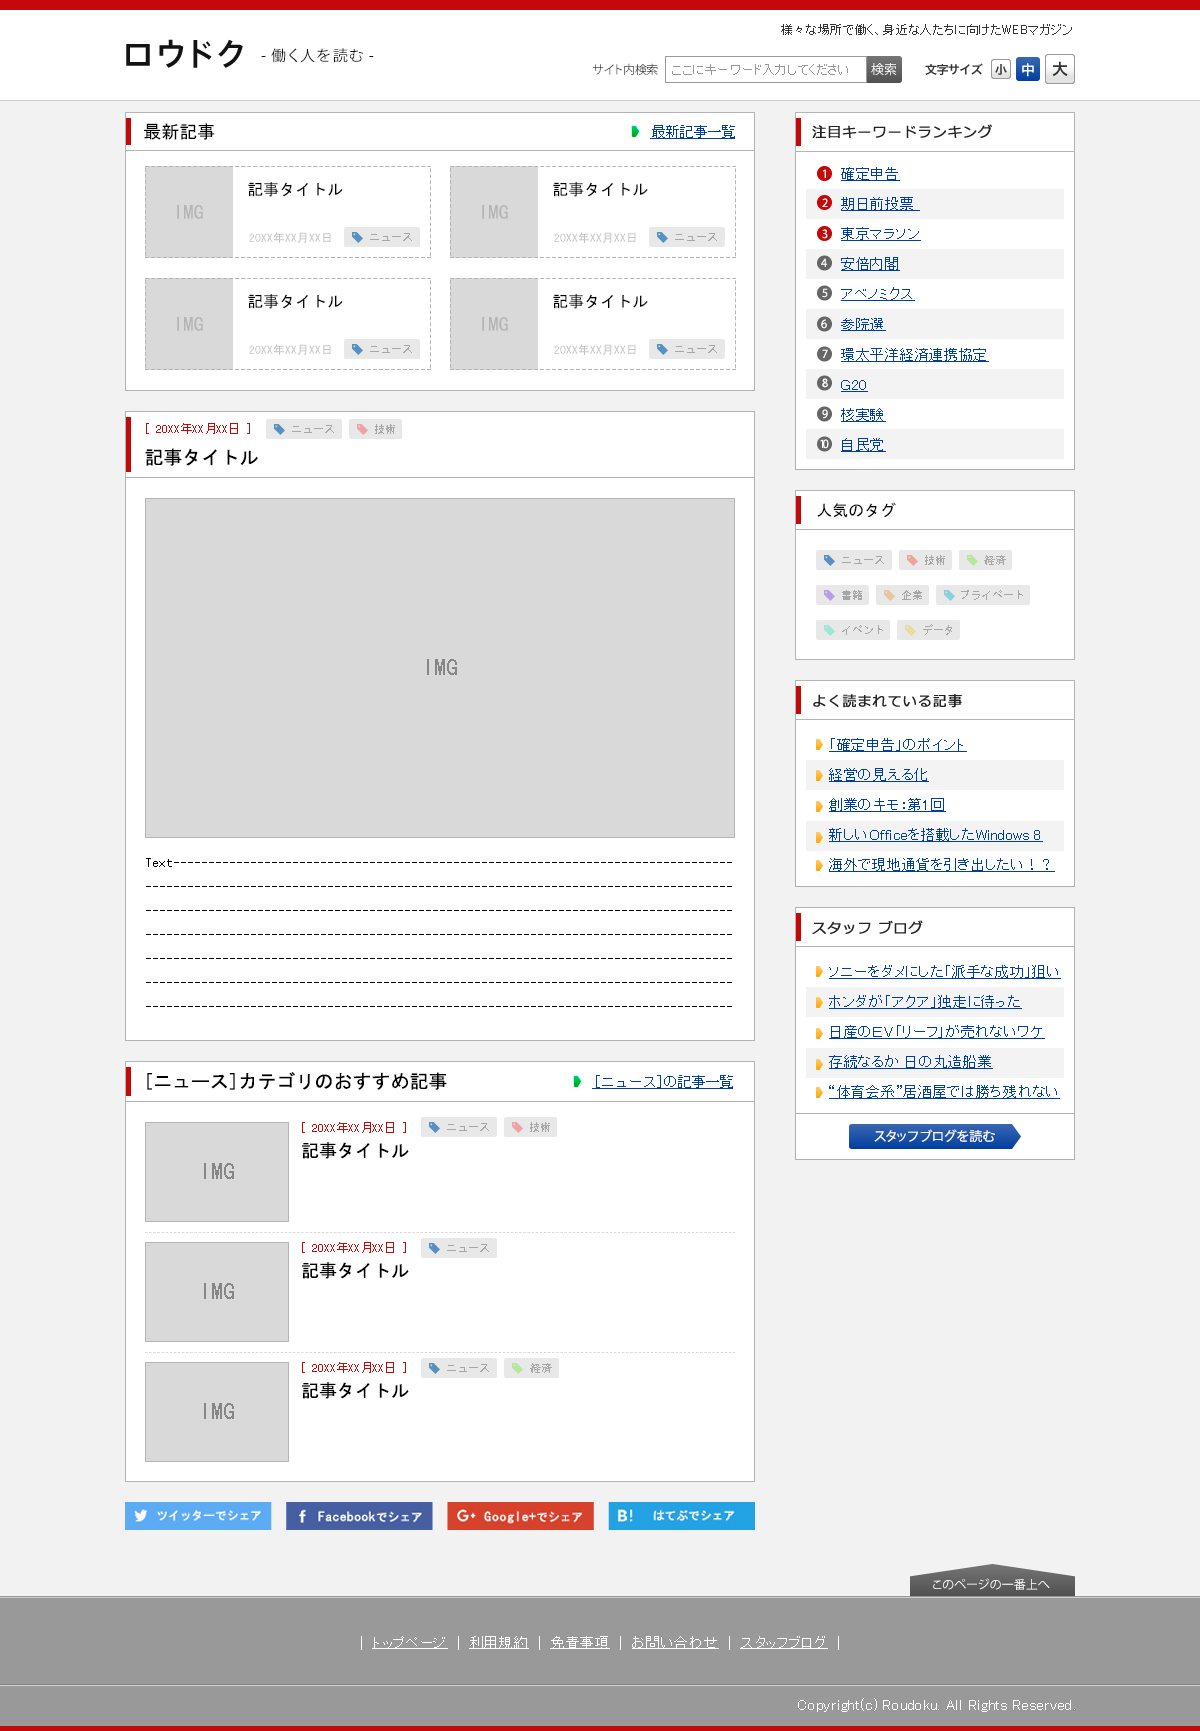 様々な場所で働く、身近な人たちに向けたWEBマガジン
ロウドク - 働く人を読む -
サイト内検索 ここにキーワード入力してください 検索 文字サイズ 小 中 大
最新記事 最新記事一覧
IMG 記事タイトル 20XX年XX月XX日 ニュース
IMG 記事タイトル 20XX年XX月XX日 ニュース
IMG 記事タイトル 20XX年XX月XX日 ニュース
IMG 記事タイトル 20XX年XX月XX日 ニュース
[ 20XX年XX月XX日 ] ニュース 技術
記事タイトル
IMG
Text------------------------------------------------------------------------------------
------------------------------------------------------------------------------------
------------------------------------------------------------------------------------
------------------------------------------------------------------------------------
------------------------------------------------------------------------------------
------------------------------------------------------------------------------------
------------------------------------------------------------------------------------
[ニュース]カテゴリのおすすめ記事 [ニュース]の記事一覧
IMG
[ 20XX年XX月XX日 ] ニュース 技術
記事タイトル
IMG
[ 20XX年XX月XX日 ] ニュース
記事タイトル
IMG
[ 20XX年XX月XX日 ] ニュース 経済
記事タイトル
ツイッターでシェア Facebookでシェア G+ Google+でシェア B! はてぶでシェア
注目キーワードランキング
1 確定申告
2 期日前投票
3 東京マラソン
4 安倍内閣
5 アベノミクス
6 参院選
7 環太平洋経済連携協定
8 G20
9 核実験
10 自民党
人気のタグ
ニュース 技術 経済
書籍 企業 プライベート
イベント データ
よく読まれている記事
「確定申告」のポイント
経営の見える化
創業のキモ：第1回
新しいOfficeを搭載したWindows 8
海外で現地通貨を引き出したい！？
スタッフ ブログ
ソニーをダメにした「派手な成功」狙い
ホンダが「アクア」独走に待った
日産のEV「リーフ」が売れないワケ
存続なるか 日の丸造船業
“体育会系”居酒屋では勝ち残れない
スタッフブログを読む
このページの一番上へ
| トップページ | 利用規約 | 免責事項 | お問い合わせ | スタッフブログ |
Copyright(c) Roudoku. All Rights Reserved.